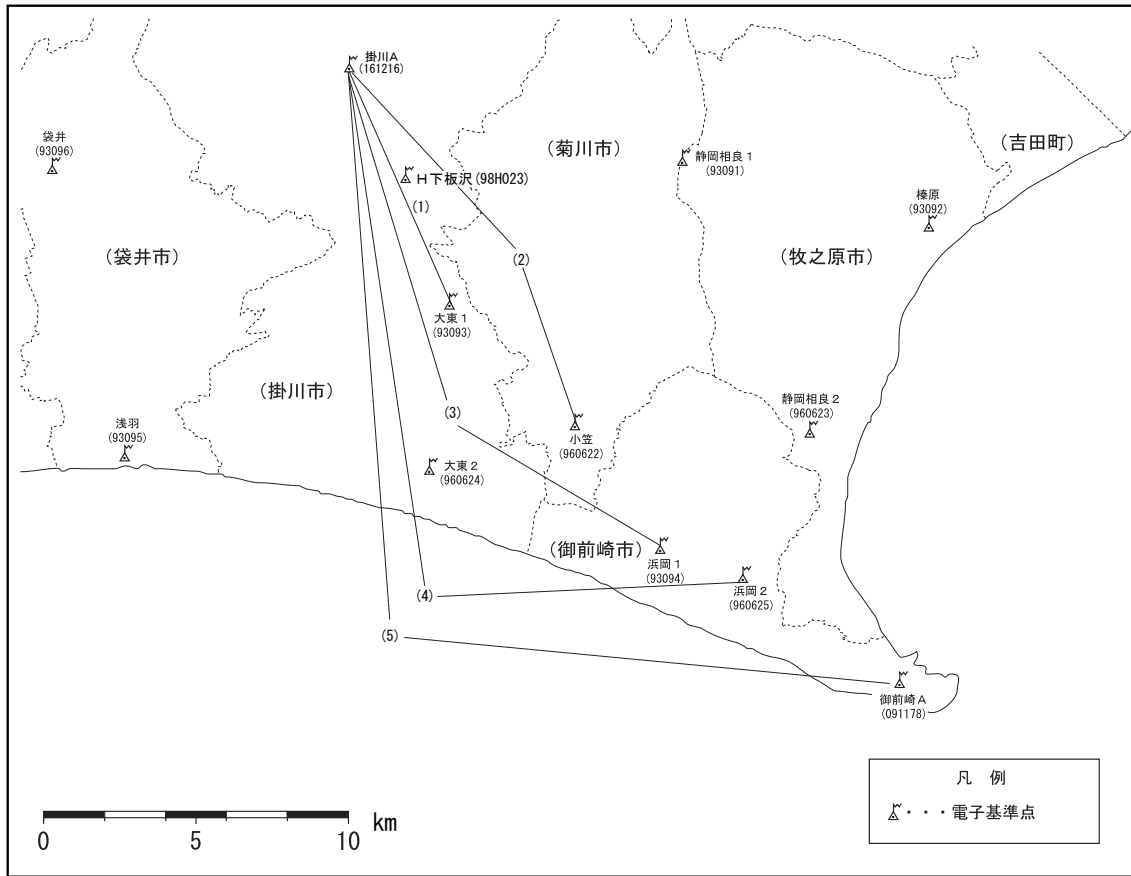 掛川A
(161216)
袋井
(93096)
(菊川市)
静岡相良1
(93091)
(吉田町)
H下板沢(98H023)
(1)
榛原
(93092)
(袋井市)
(2)
(牧之原市)
大東1
(93093)
(掛川市)
(3)
静岡相良2
(960623)
浅羽
(93095)
小笠
(960622)
大東2
(960624)
(御前崎市)
浜岡1
(93094)
浜岡2
(960625)
(4)
(5)
御前崎A
(091178)
凡 例
・・・電子基準点
0 5 10 km